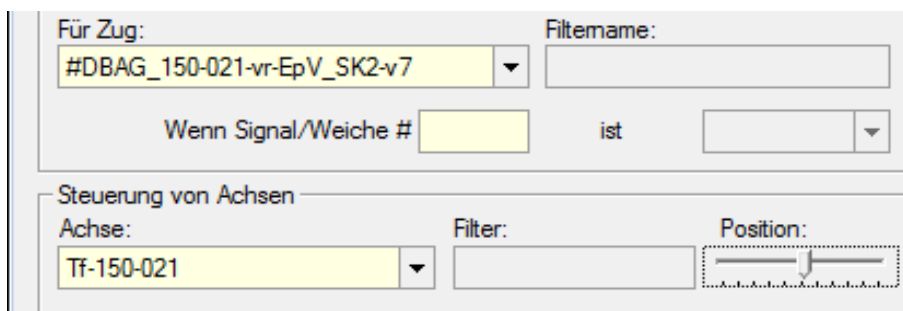 Für Zug:
Filtername:
#DBAG_150-021-vr-EpV_SK2-v7
Wenn Signal/Weiche #
ist
Steuerung von Achsen
Achse:
Filter:
Position:
Tf-150-021